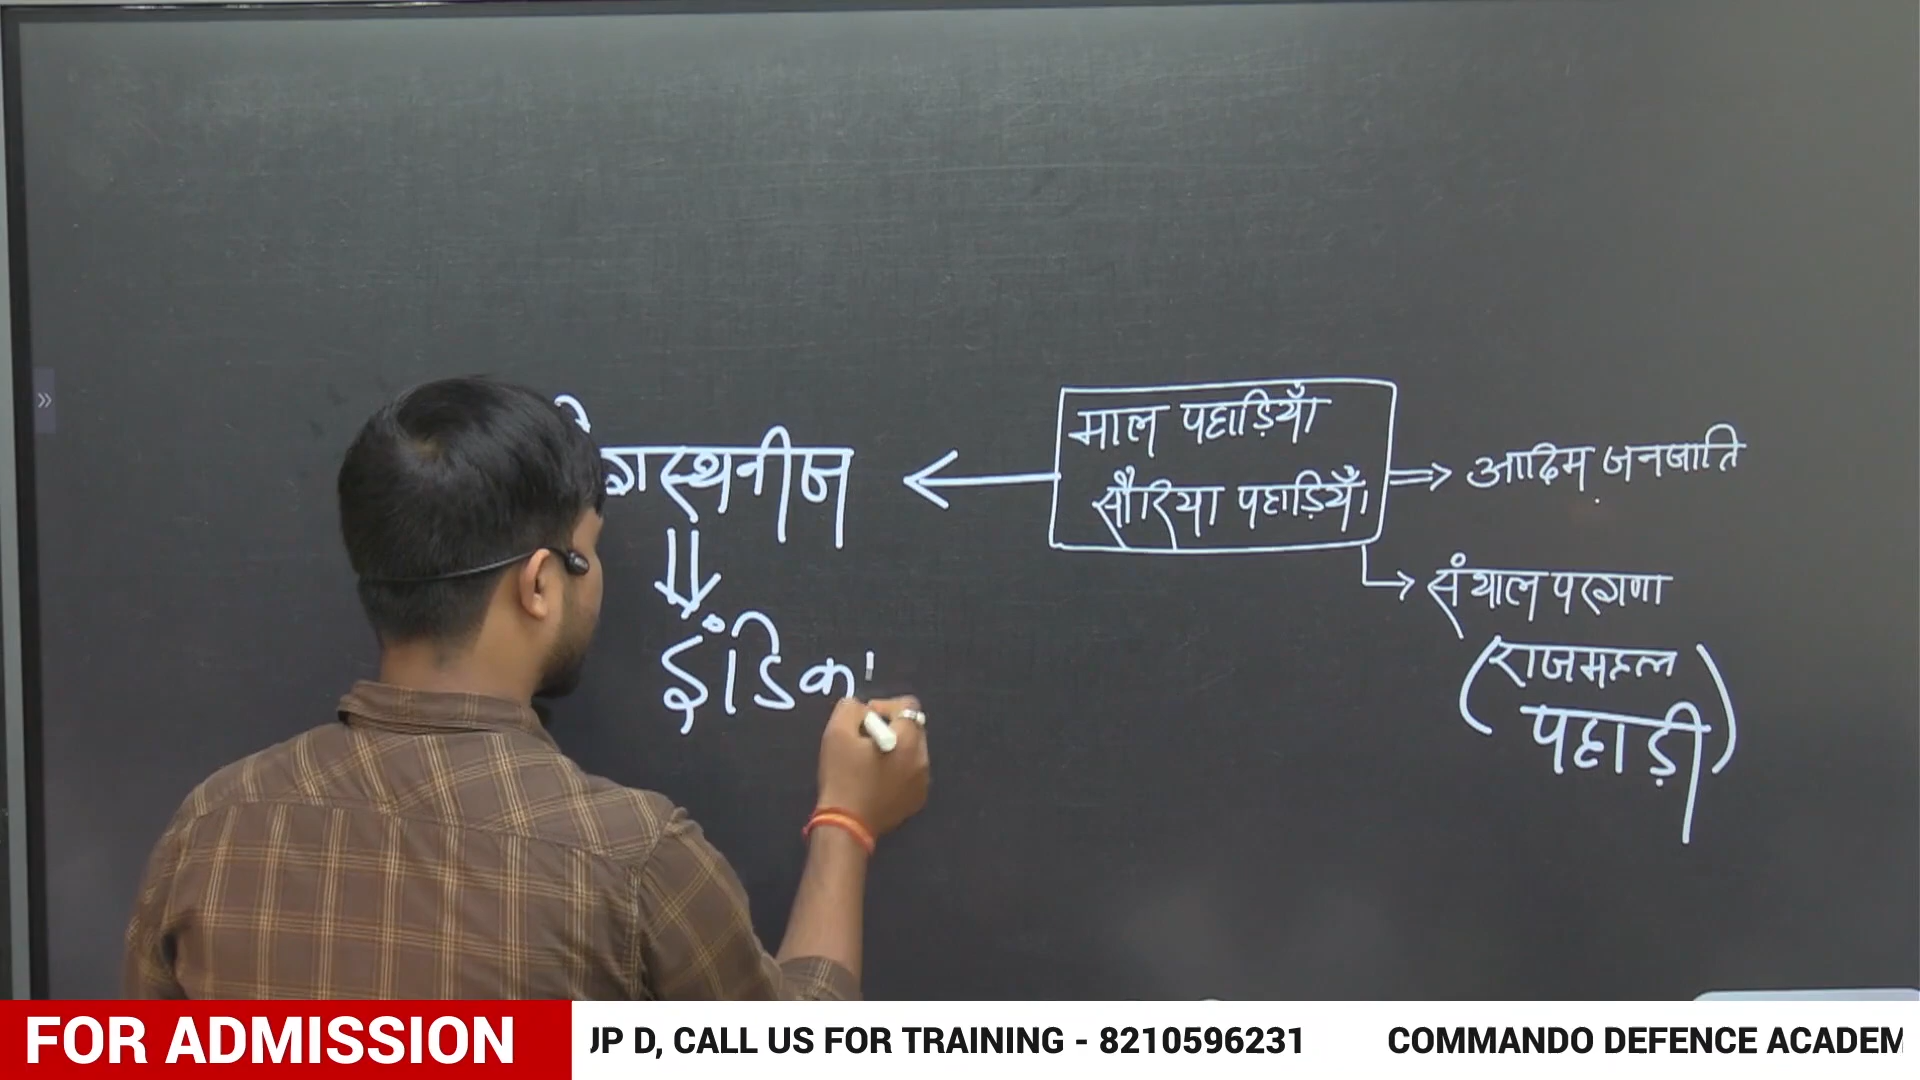 माल पहाड़ियाँ
सौरिया पहाड़ियाँ
आदिम जनजाति
संथाल परगणा
(राजमहल
पहाड़ी)
गस्थनीज
इंडिका
FOR ADMISSION
JP D, CALL US FOR TRAINING - 8210596231
COMMANDO DEFENCE ACADEM